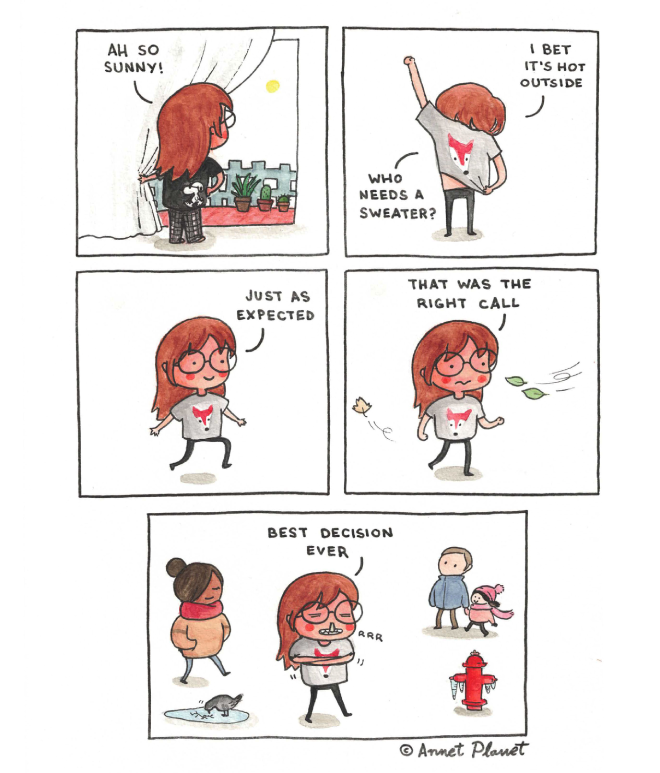 AH SO
SUNNY!
I BET
IT'S HOT
OUTSIDE
WHO
NEEDS A
SWEATER?
JUST AS
EXPECTED
THAT WAS THE
RIGHT CALL
BEST DECISION
EVER
RRR
© Annet Planet